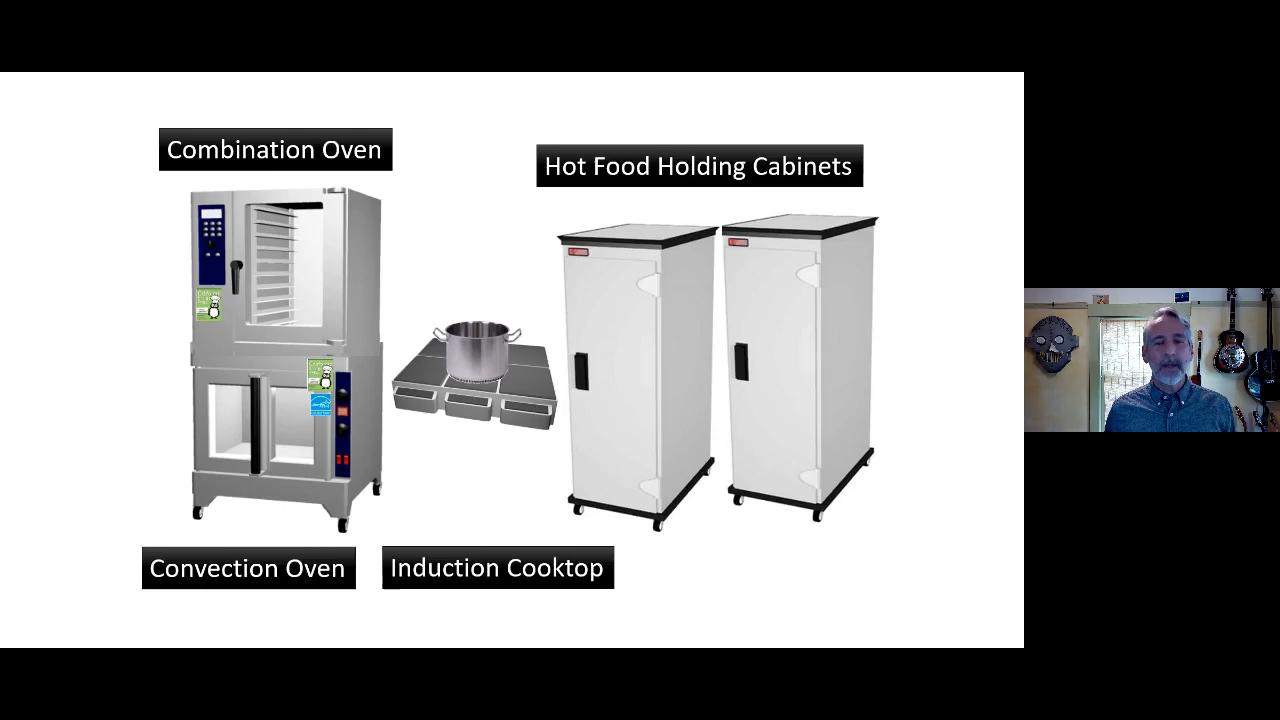 Combination Oven
Hot Food Holding Cabinets
Convection Oven
Induction Cooktop